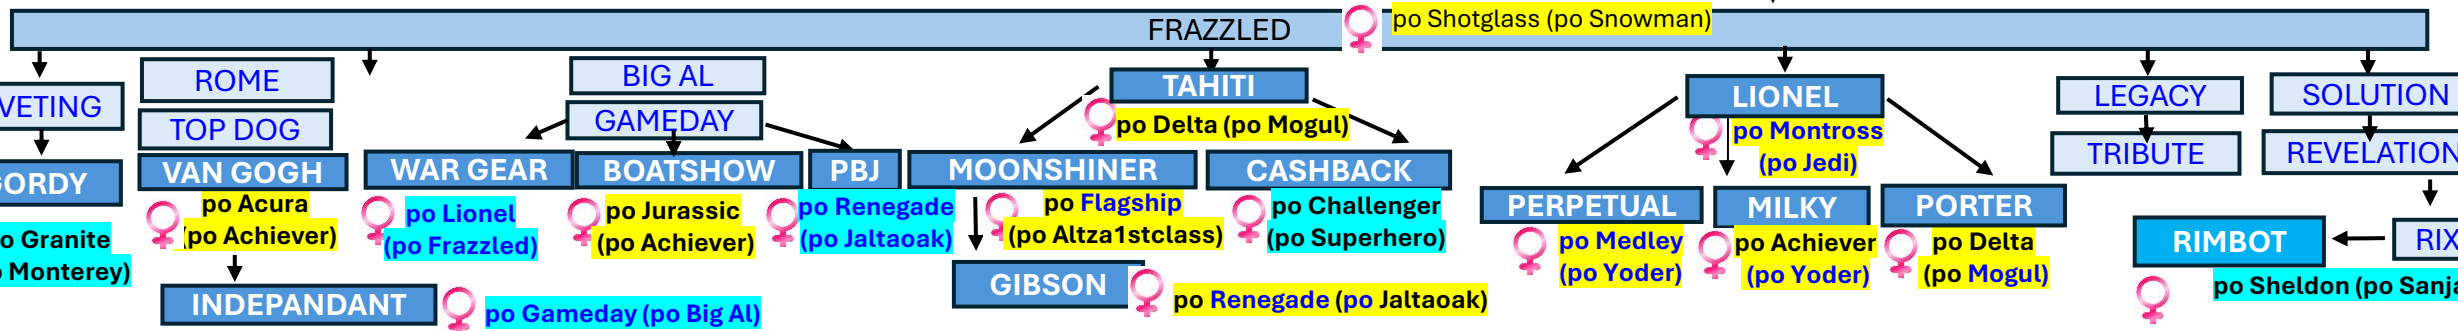 FRAZZLED
po Shotglass (po Snowman)
VETING
ROME
BIG AL
TAHITI
LIONEL
LEGACY
SOLUTION
TOP DOG
GAMEDAY
po Delta (po Mogul)
po Montross
(po Jedi)
TRIBUTE
REVELATION
GORDY
VAN GOGH
WAR GEAR
BOATSHOW
PBJ
MOONSHINER
CASHBACK
PERPETUAL
MILKY
PORTER
o Granite
Monterey)
po Acura
(po Achiever)
po Lionel
(po Frazzled)
po Jurassic
(po Achiever)
po Renegade
(po Jaltaoak)
po Flagship
(po Altza1stclass)
po Challenger
(po Superhero)
po Medley
(po Yoder)
po Achiever
(po Yoder)
po Delta
(po Mogul)
RIMBOT
RIX
INDEPANDANT
po Gameday (po Big Al)
GIBSON
po Renegade (po Jaltaoak)
po Sheldon (po Sanja